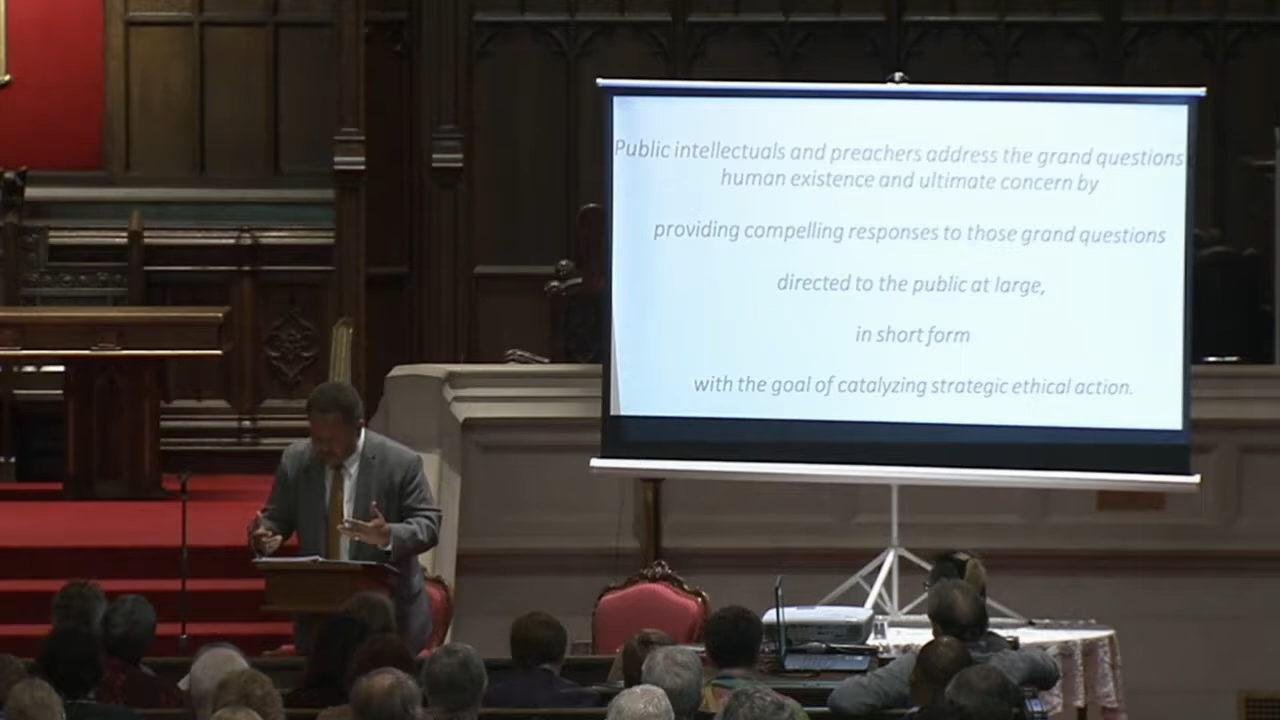 Public intellectuals and preachers address the grand questions
human existence and ultimate concern by
providing compelling responses to those grand questions
directed to the public at large,
in short form
with the goal of catalyzing strategic ethical action.